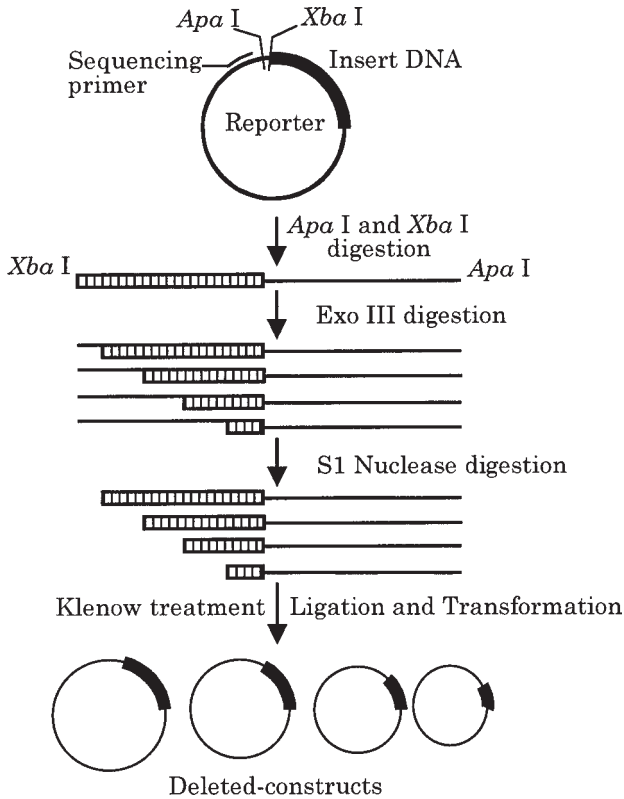 Apa I
Xba I
Sequencing
primer
Insert DNA
Reporter
Apa I and Xba I
digestion
Xba I
Apa I
Exo III digestion
S1 Nuclease digestion
Klenow treatment
Ligation and Transformation
Deleted-constructs